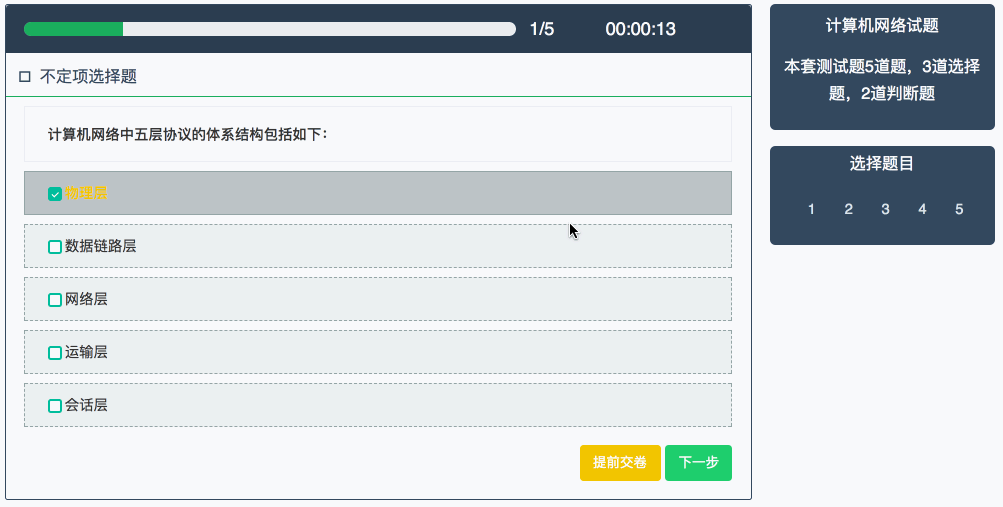 1/5 00:00:13
不定项选择题
计算机网络中五层协议的体系结构包括如下：
物理层
数据链路层
网络层
运输层
会话层
提前交卷 下一步
计算机网络试题
本套测试题5道题，3道选择
题，2道判断题
选择题目
1 2 3 4 5